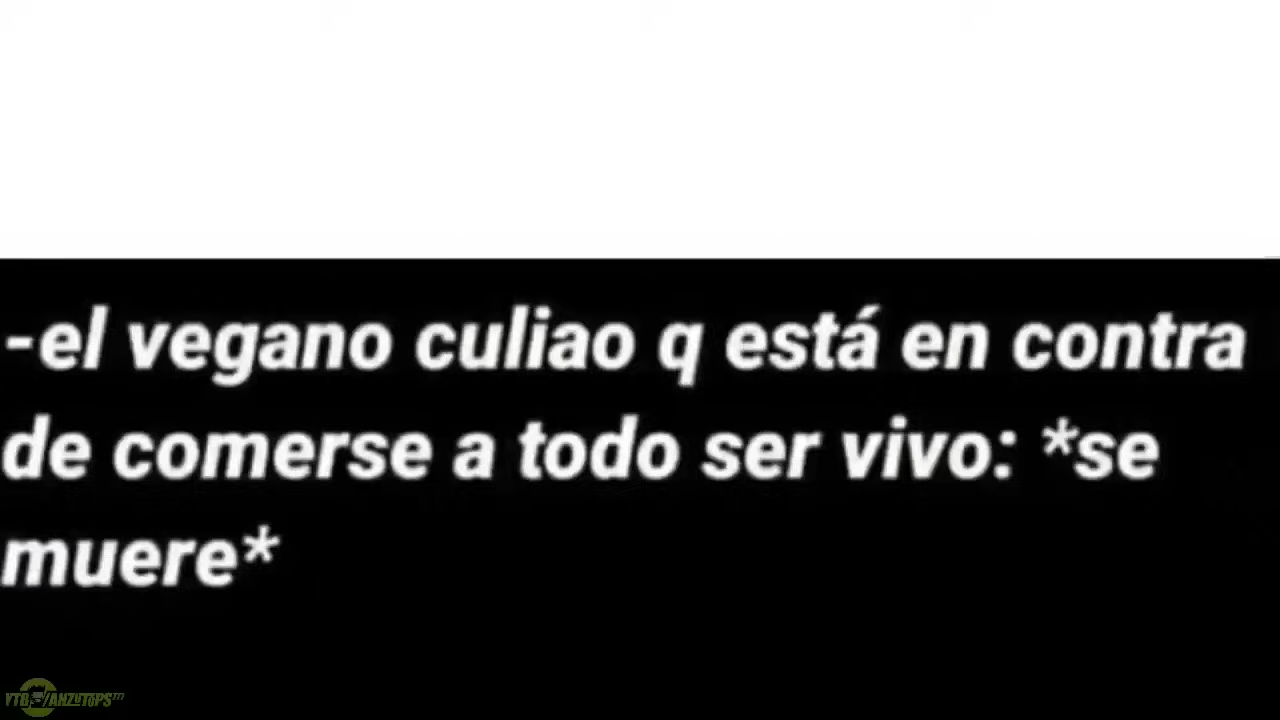 -el vegano culiao q está en contra
de comerse a todo ser vivo: *se
muere*